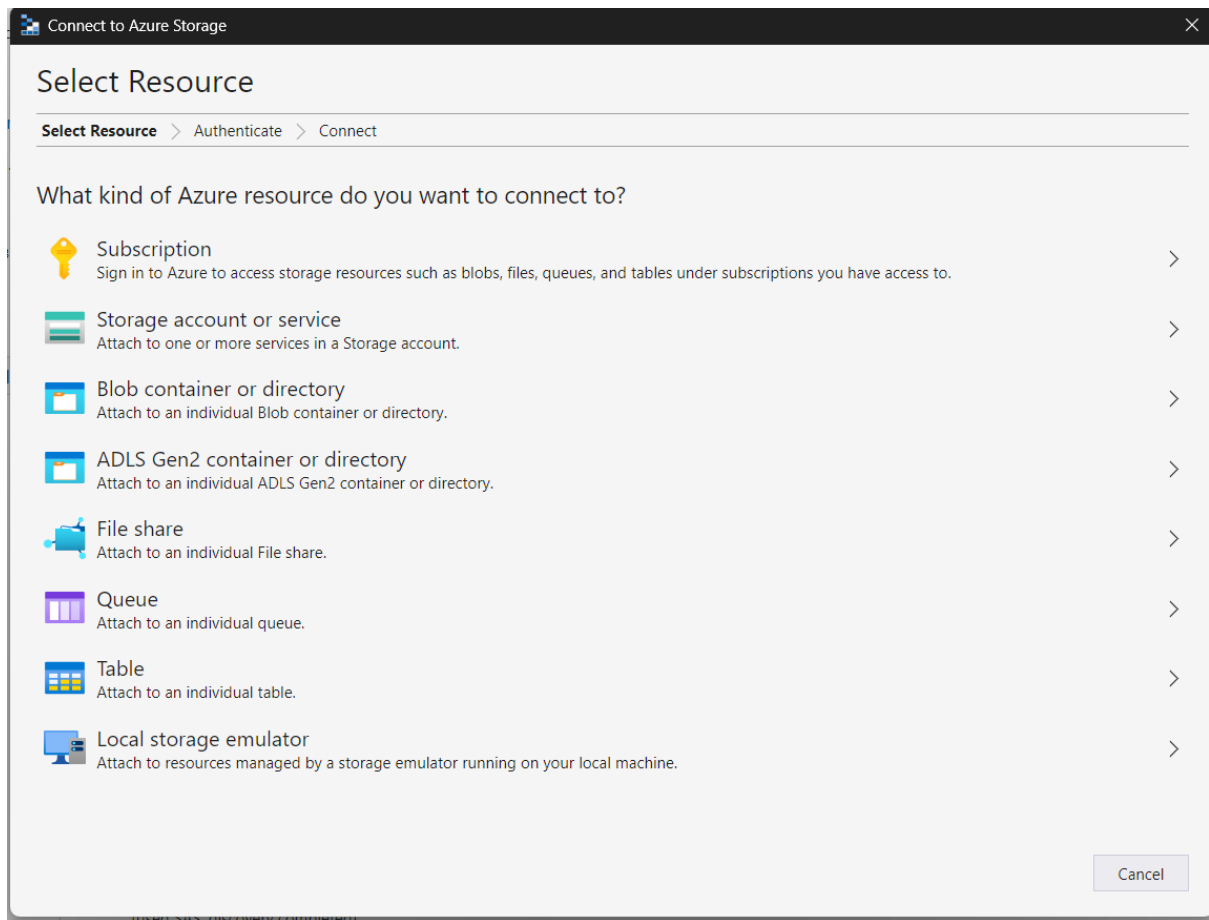 Connect to Azure Storage
Select Resource
Select Resource > Authenticate > Connect
What kind of Azure resource do you want to connect to?
Subscription
Sign in to Azure to access storage resources such as blobs, files, queues, and tables under subscriptions you have access to.
Storage account or service
Attach to one or more services in a Storage account.
Blob container or directory
Attach to an individual Blob container or directory.
ADLS Gen2 container or directory
Attach to an individual ADLS Gen2 container or directory.
File share
Attach to an individual File share.
Queue
Attach to an individual queue.
Table
Attach to an individual table.
Local storage emulator
Attach to resources managed by a storage emulator running on your local machine.
Cancel